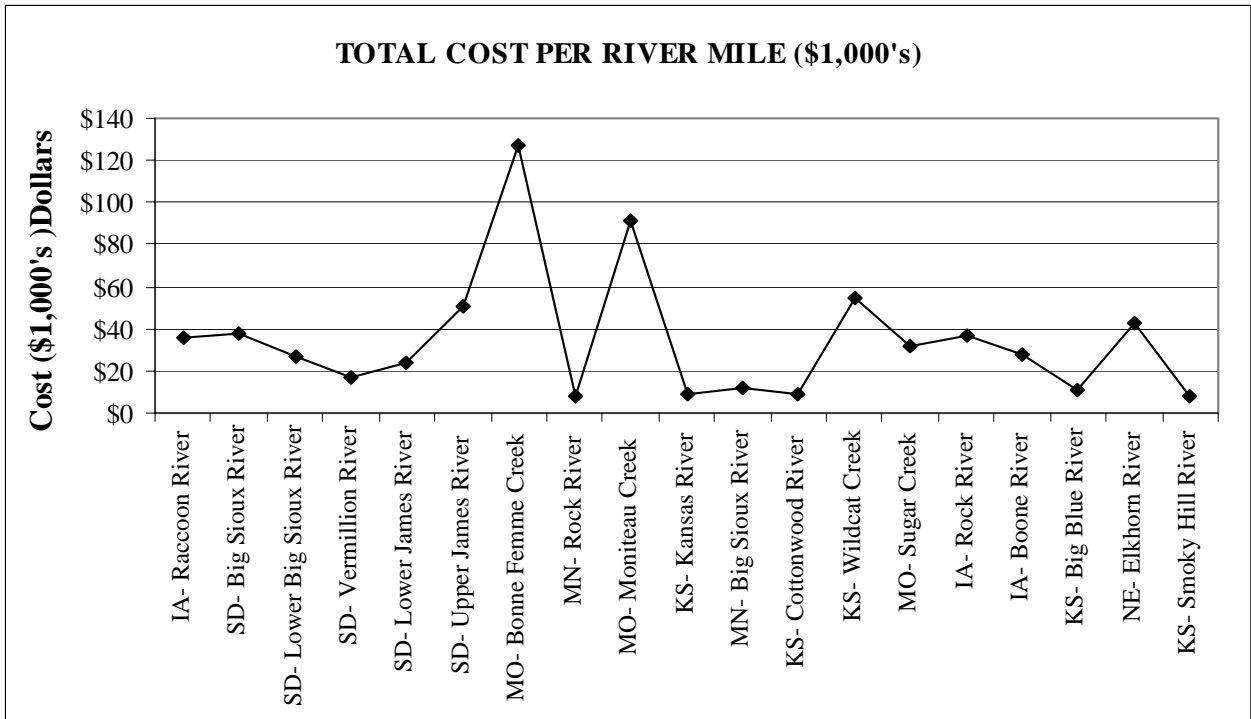 TOTAL COST PER RIVER MILE ($1,000's)
Cost ($1,000's )Dollars
$140
$120
$100
$80
$60
$40
$20
$0
IA- Raccoon River
SD- Big Sioux River
SD- Lower Big Sioux River
SD- Vermillion River
SD- Lower James River
SD- Upper James River
MO- Bonne Femme Creek
MN- Rock River
MO- Moniteau Creek
KS- Kansas River
MN- Big Sioux River
KS- Cottonwood River
KS- Wildcat Creek
MO- Sugar Creek
IA- Rock River
IA- Boone River
KS- Big Blue River
NE- Elkhorn River
KS- Smoky Hill River